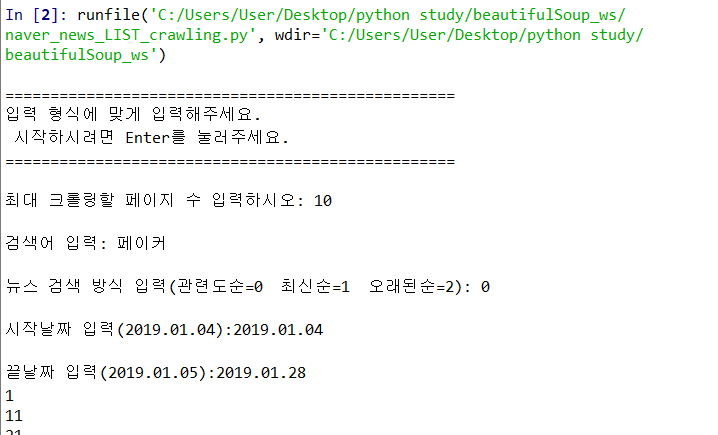 In [2]: runfile('C:/Users/User/Desktop/python study/beautifulSoup_ws/
naver_news_LIST_crawling.py', wdir='C:/Users/User/Desktop/python study/
beautifulSoup_ws')
==================================================
입력 형식에 맞게 입력해주세요.
시작하시려면 Enter를 눌러주세요.
==================================================
최대 크롤링할 페이지 수 입력하시오: 10
검색어 입력: 페이커
뉴스 검색 방식 입력(관련도순=0  최신순=1  오래된순=2): 0
시작날짜 입력(2019.01.04):2019.01.04
끝날짜 입력(2019.01.05):2019.01.28
1
11
21